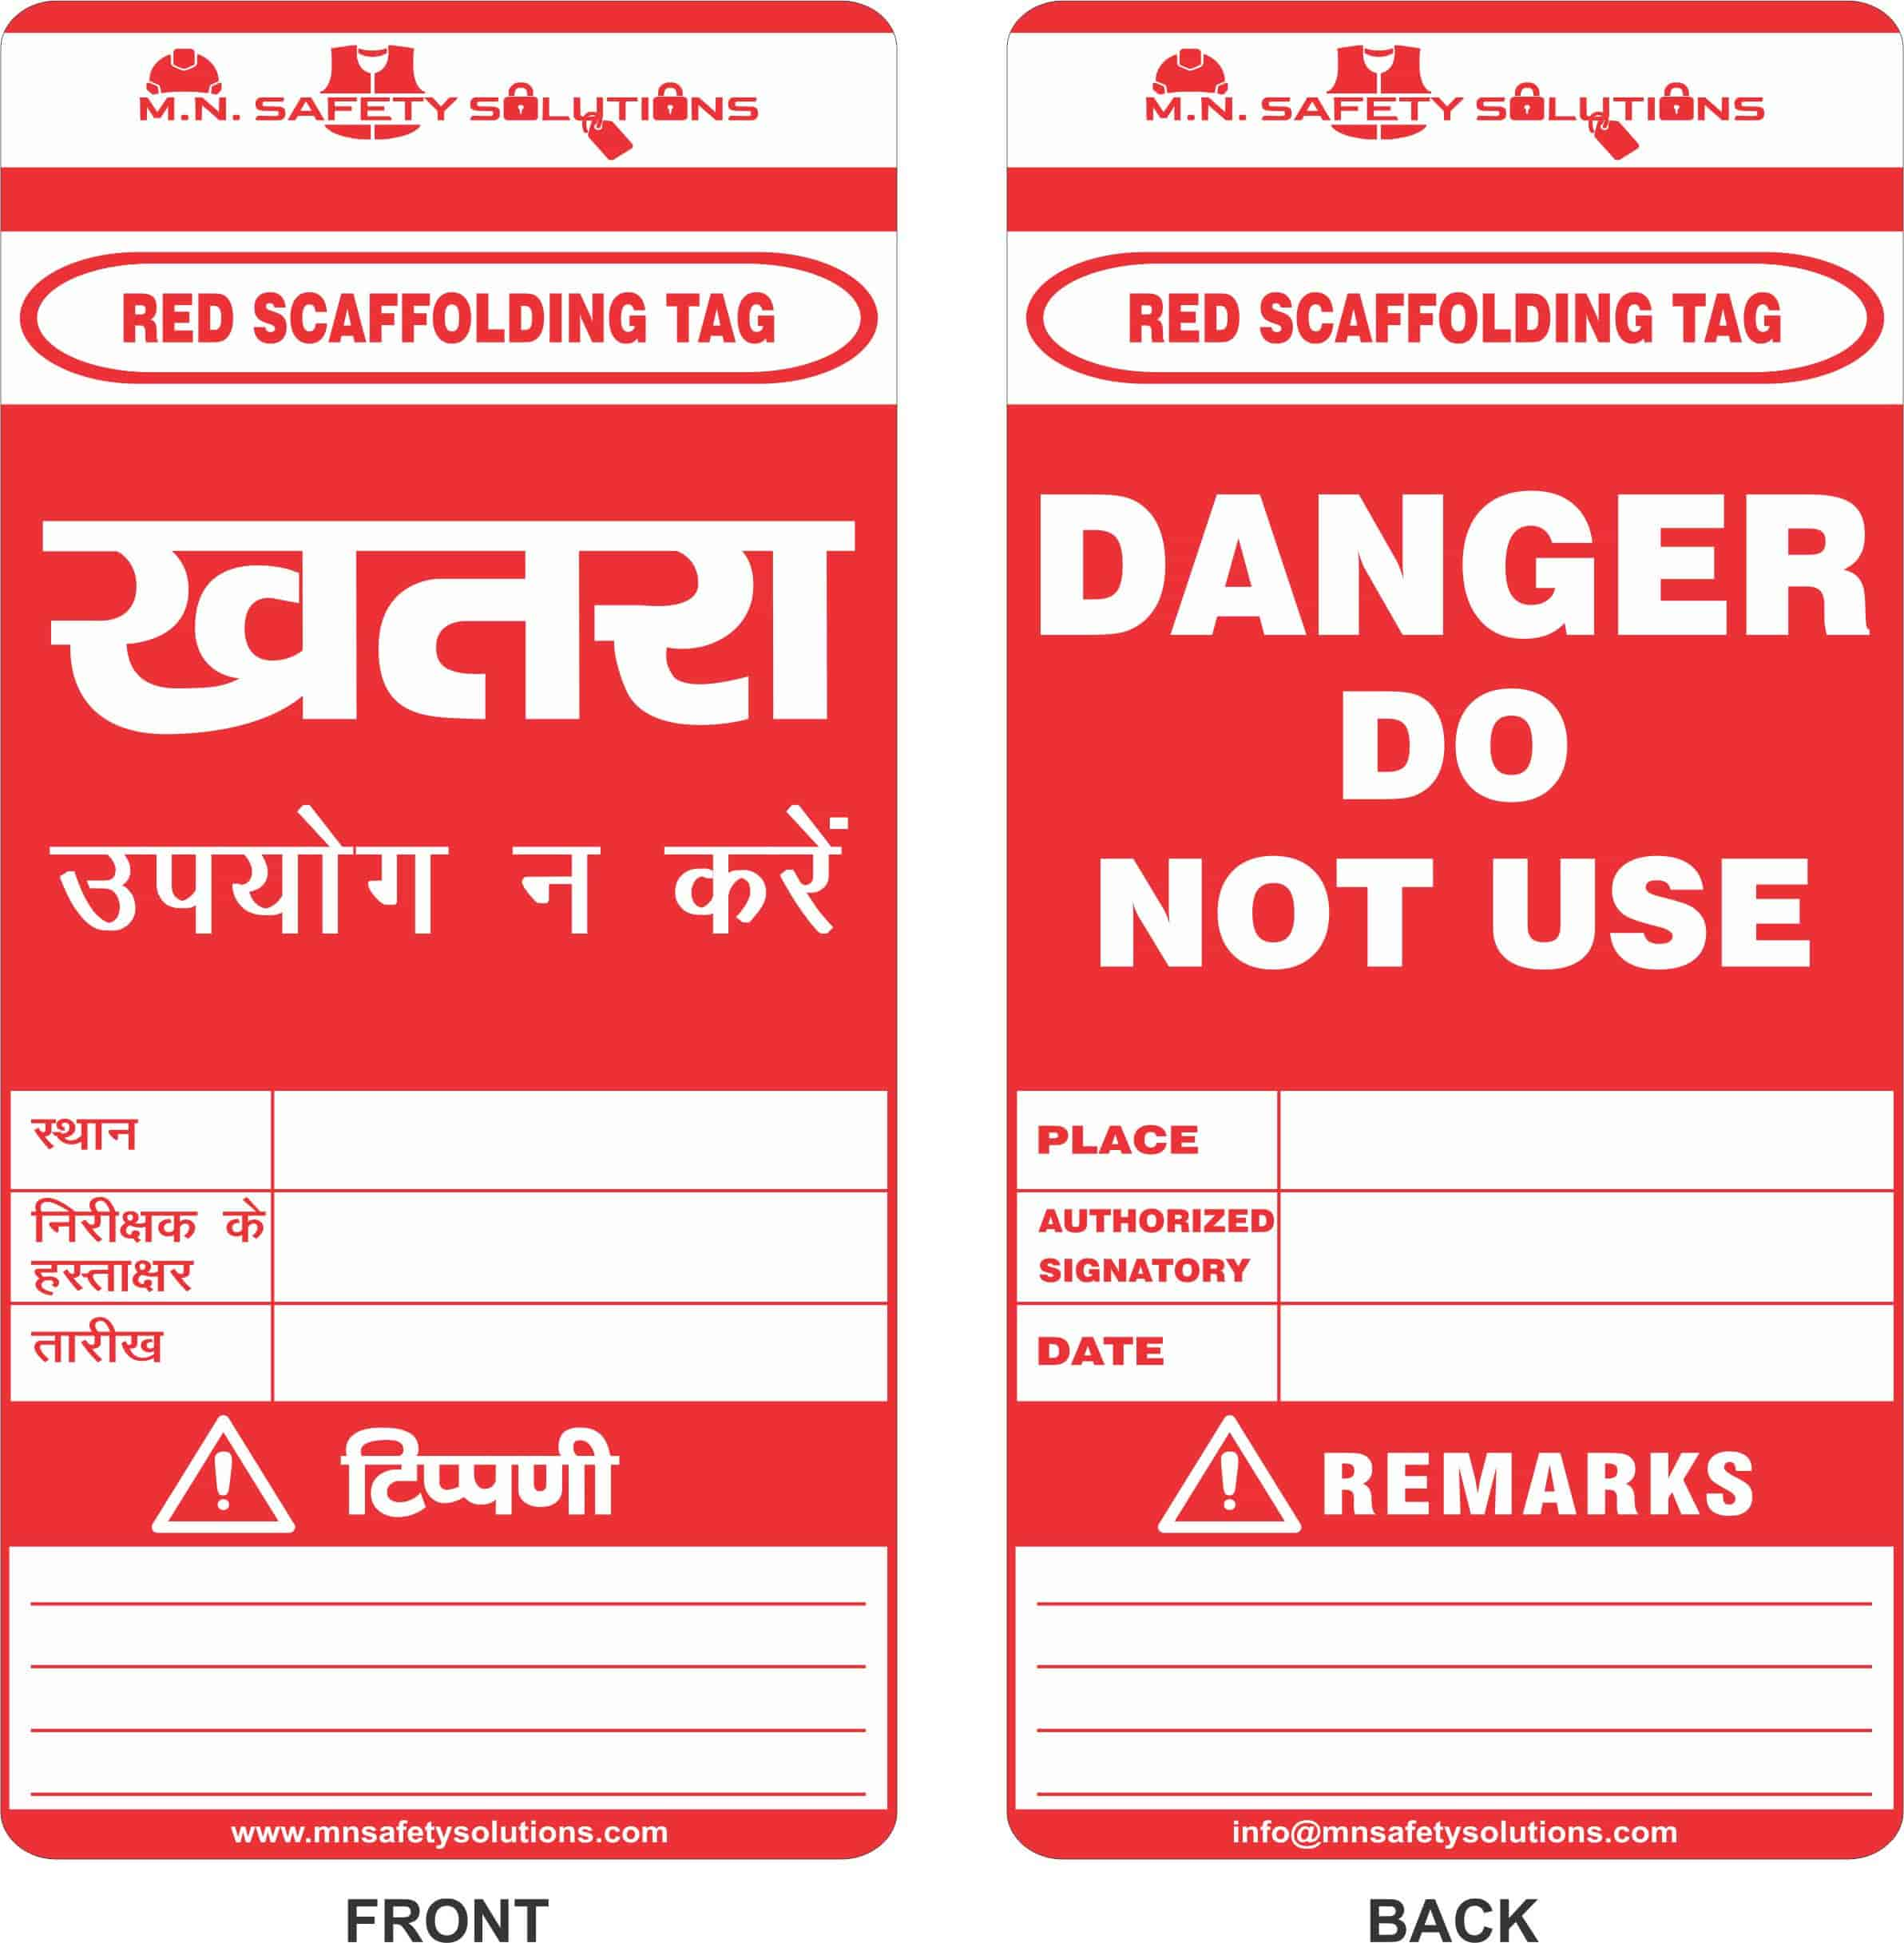 M.N. SAFETY SOLUTIONS
RED SCAFFOLDING TAG
खतरा
उपयोग न करें
स्थान
निरीक्षक के
हस्ताक्षर
तारीख
टिप्पणी
www.mnsafetysolutions.com
FRONT
M.N. SAFETY SOLUTIONS
RED SCAFFOLDING TAG
DANGER
DO
NOT USE
PLACE
AUTHORIZED
SIGNATORY
DATE
REMARKS
info@mnsafetysolutions.com
BACK